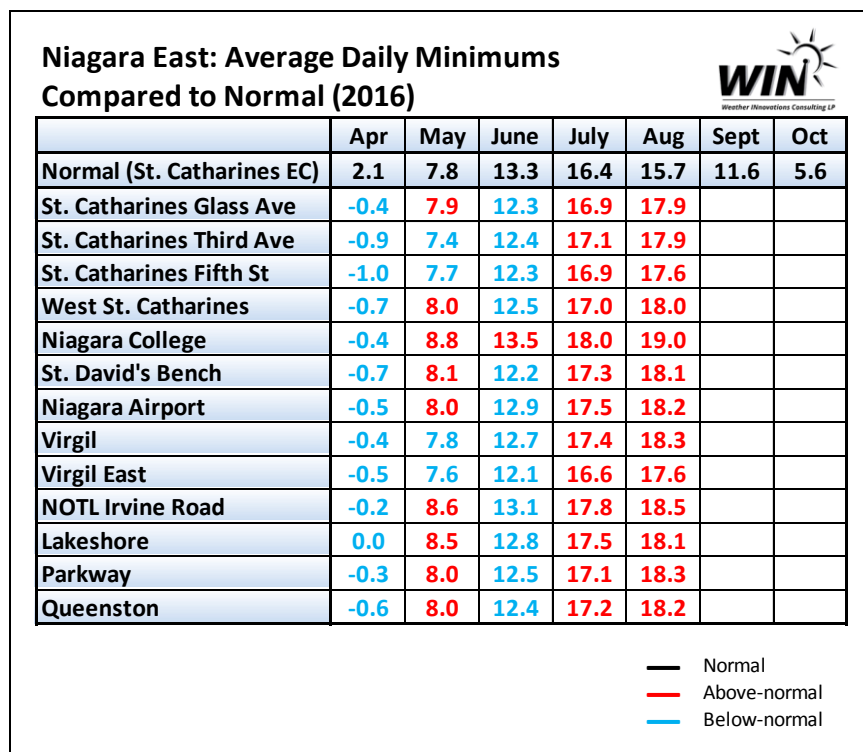 Niagara East: Average Daily Minimums
Compared to Normal (2016)
WIN
Weather INnovations Consulting LP
Apr May June July Aug Sept Oct
Normal (St. Catharines EC) 2.1 7.8 13.3 16.4 15.7 11.6 5.6
St. Catharines Glass Ave -0.4 7.9 12.3 16.9 17.9
St. Catharines Third Ave -0.9 7.4 12.4 17.1 17.9
St. Catharines Fifth St -1.0 7.7 12.3 16.9 17.6
West St. Catharines -0.7 8.0 12.5 17.0 18.0
Niagara College -0.4 8.8 13.5 18.0 19.0
St. David's Bench -0.7 8.1 12.2 17.3 18.1
Niagara Airport -0.5 8.0 12.9 17.5 18.2
Virgil -0.4 7.8 12.7 17.4 18.3
Virgil East -0.5 7.6 12.1 16.6 17.6
NOTL Irvine Road -0.2 8.6 13.1 17.8 18.5
Lakeshore 0.0 8.5 12.8 17.5 18.1
Parkway -0.3 8.0 12.5 17.1 18.3
Queenston -0.6 8.0 12.4 17.2 18.2
Normal
Above-normal
Below-normal